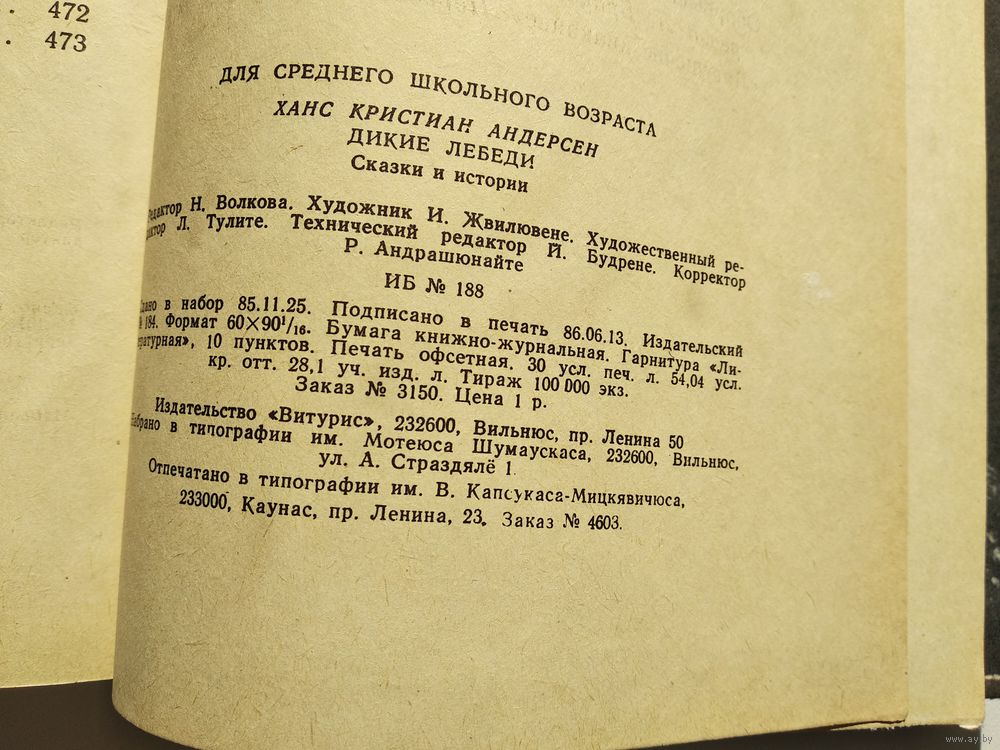 472
473
ДЛЯ СРЕДНЕГО ШКОЛЬНОГО ВОЗРАСТА
ХАНС КРИСТИАН АНДЕРСЕН
ДИКИЕ ЛЕБЕДИ
Сказки и истории
Редактор Н. Волкова. Художник И. Жвилювене. Художественный ре-
дактор Л. Тулите. Технический редактор Й. Будрене. Корректор
Р. Андрашюнайте
ИБ № 188
Сдано в набор 85.11.25. Подписано в печать 86.06.13. Издательский
№ 184. Формат 60×90¹/₁₆. Бумага книжно-журнальная. Гарнитура «Ли-
ратурная», 10 пунктов. Печать офсетная. 30 усл. печ. л. 54,04 усл.
кр. отт. 28,1 уч. изд. л. Тираж 100 000 экз.
Заказ № 3150. Цена 1 р.
Издательство «Витурис», 232600, Вильнюс, пр. Ленина 50
Набрано в типографии им. Мотеюса Шумаускаса, 232600, Вильнюс,
ул. А. Страздялё 1.
Отпечатано в типографии им. В. Капсукаса-Мицкявичюса,
233000, Каунас, пр. Ленина, 23. Заказ № 4603.
www.ay.by